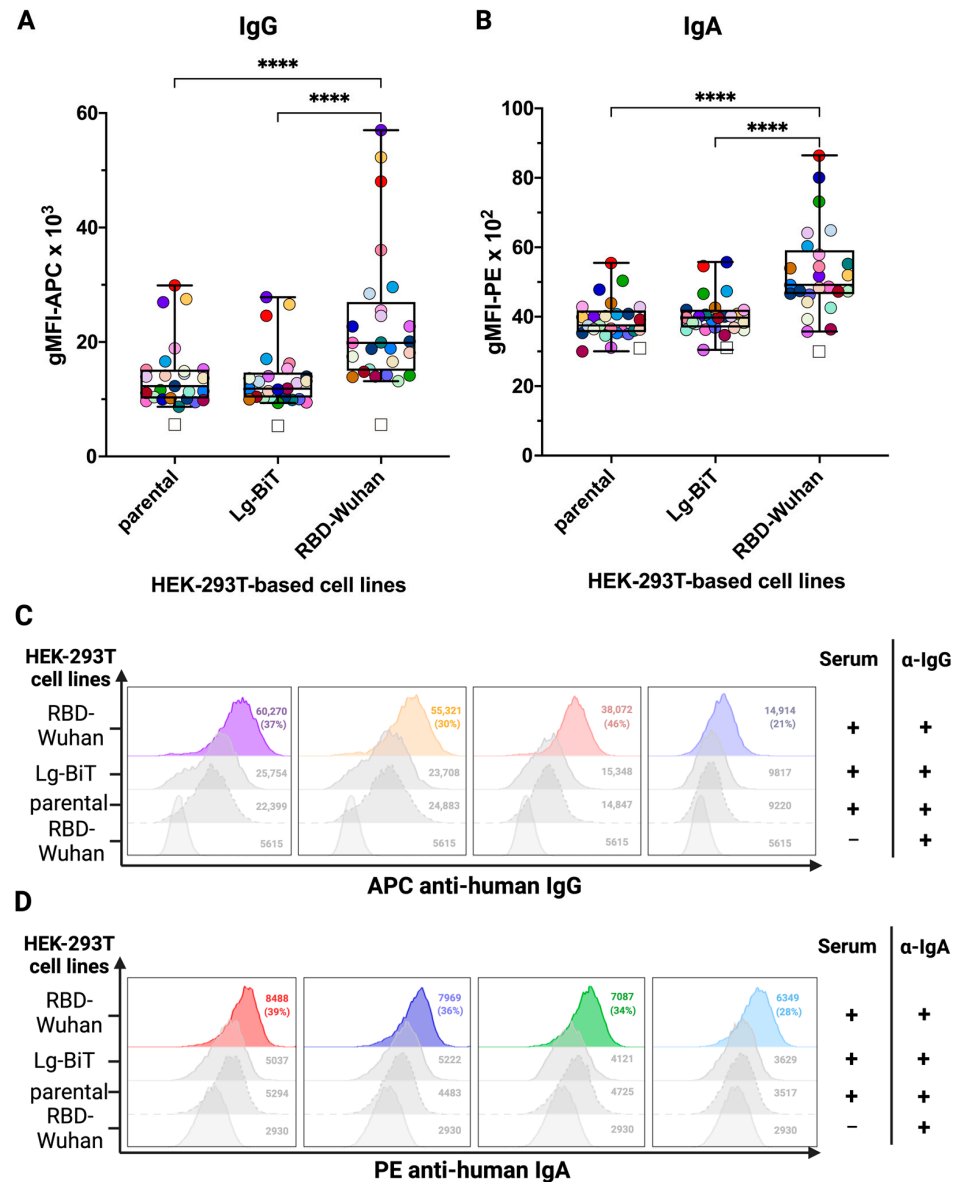 A
IgG
****
****
60
40
20
0
gMFI-APC x 10³
parental
Lg-BiT
RBD-Wuhan
HEK-293T-based cell lines
B
IgA
****
****
100
80
60
40
20
0
gMFI-PE x 10²
parental
Lg-BiT
RBD-Wuhan
HEK-293T-based cell lines
C
HEK-293T
cell lines
Serum
α-IgG
RBD-
Wuhan
60,270
(37%)
55,321
(30%)
38,072
(46%)
14,914
(21%)
+
+
Lg-BiT
25,754
23,708
15,348
9817
+
+
parental
22,399
24,883
14,847
9220
+
+
RBD-
Wuhan
5615
5615
5615
5615
–
+
APC anti-human IgG
D
HEK-293T
cell lines
Serum
α-IgA
RBD-
Wuhan
8488
(39%)
7969
(36%)
7087
(34%)
6349
(28%)
+
+
Lg-BiT
5037
5222
4121
3629
+
+
parental
5294
4483
4725
3517
+
+
RBD-
Wuhan
2930
2930
2930
2930
–
+
PE anti-human IgA